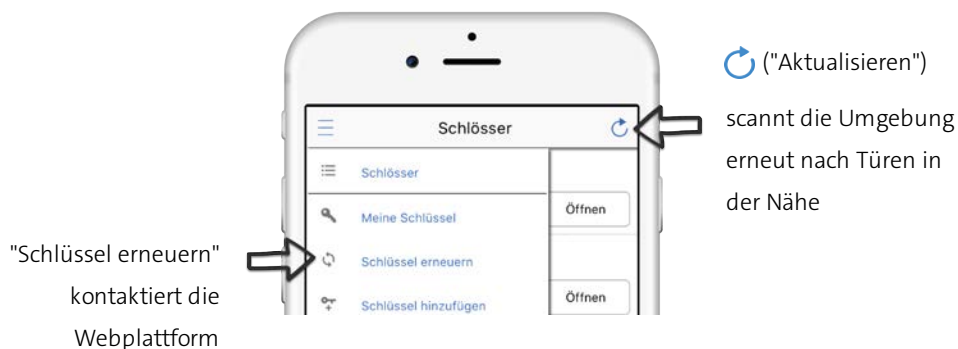 ("Aktualisieren")
scannt die Umgebung
erneut nach Türen in
der Nähe
Schlösser
Schlösser
Meine Schlüssel
Öffnen
Schlüssel erneuern
Schlüssel hinzufügen
Öffnen
"Schlüssel erneuern"
kontaktiert die
Webplattform